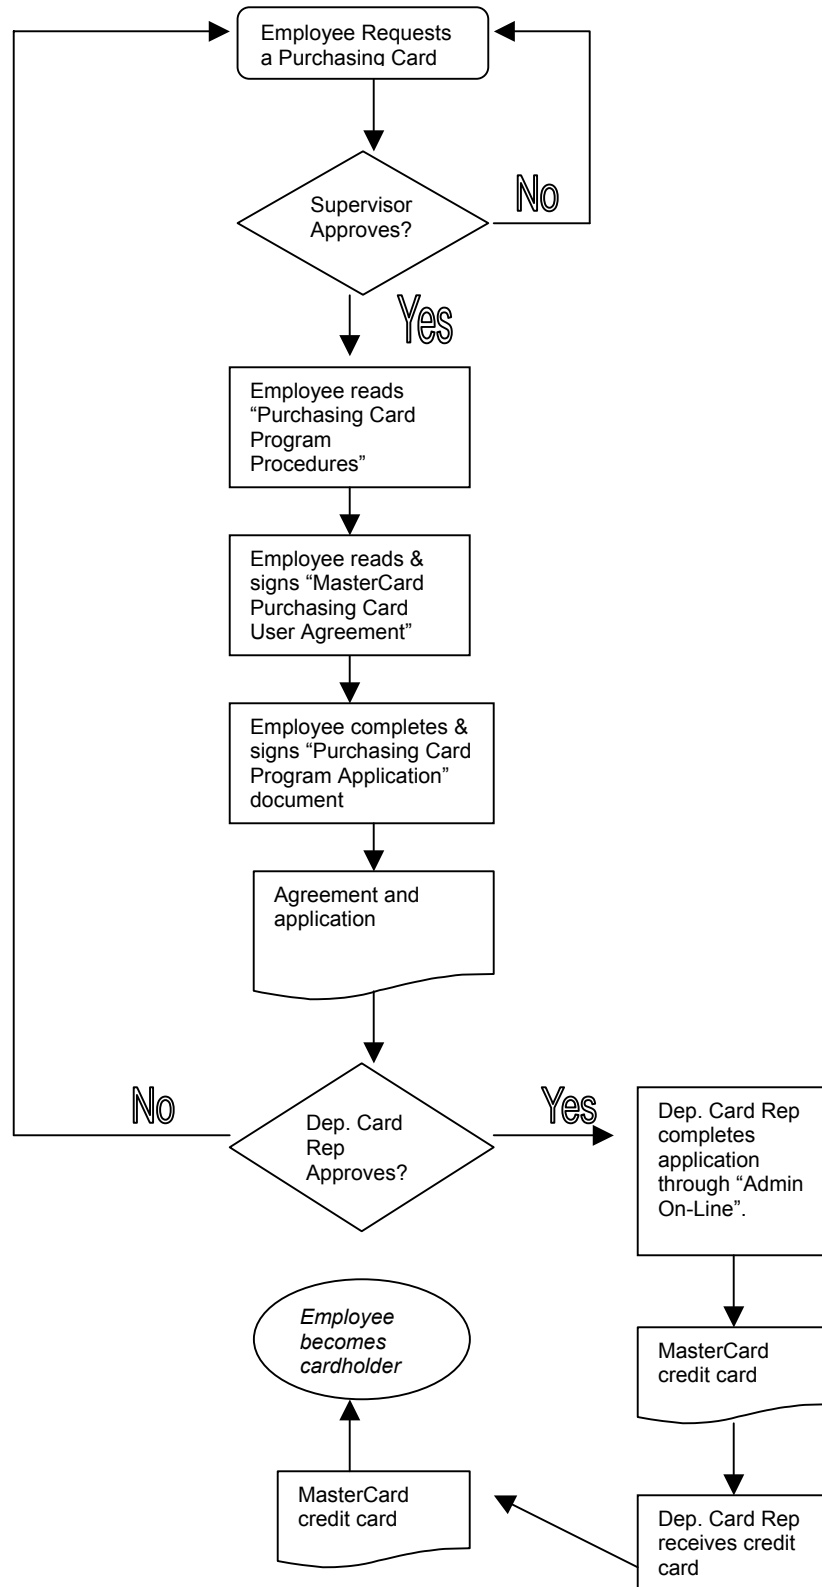 Employee Requests
a Purchasing Card
Supervisor
Approves?
No
Yes
Employee reads
“Purchasing Card
Program
Procedures”
Employee reads &
signs “MasterCard
Purchasing Card
User Agreement”
Employee completes &
signs “Purchasing Card
Program Application”
document
Agreement and
application
No
Dep. Card
Rep
Approves?
Yes
Dep. Card Rep
completes
application
through “Admin
On-Line”.
MasterCard
credit card
Dep. Card Rep
receives credit
card
MasterCard
credit card
Employee
becomes
cardholder